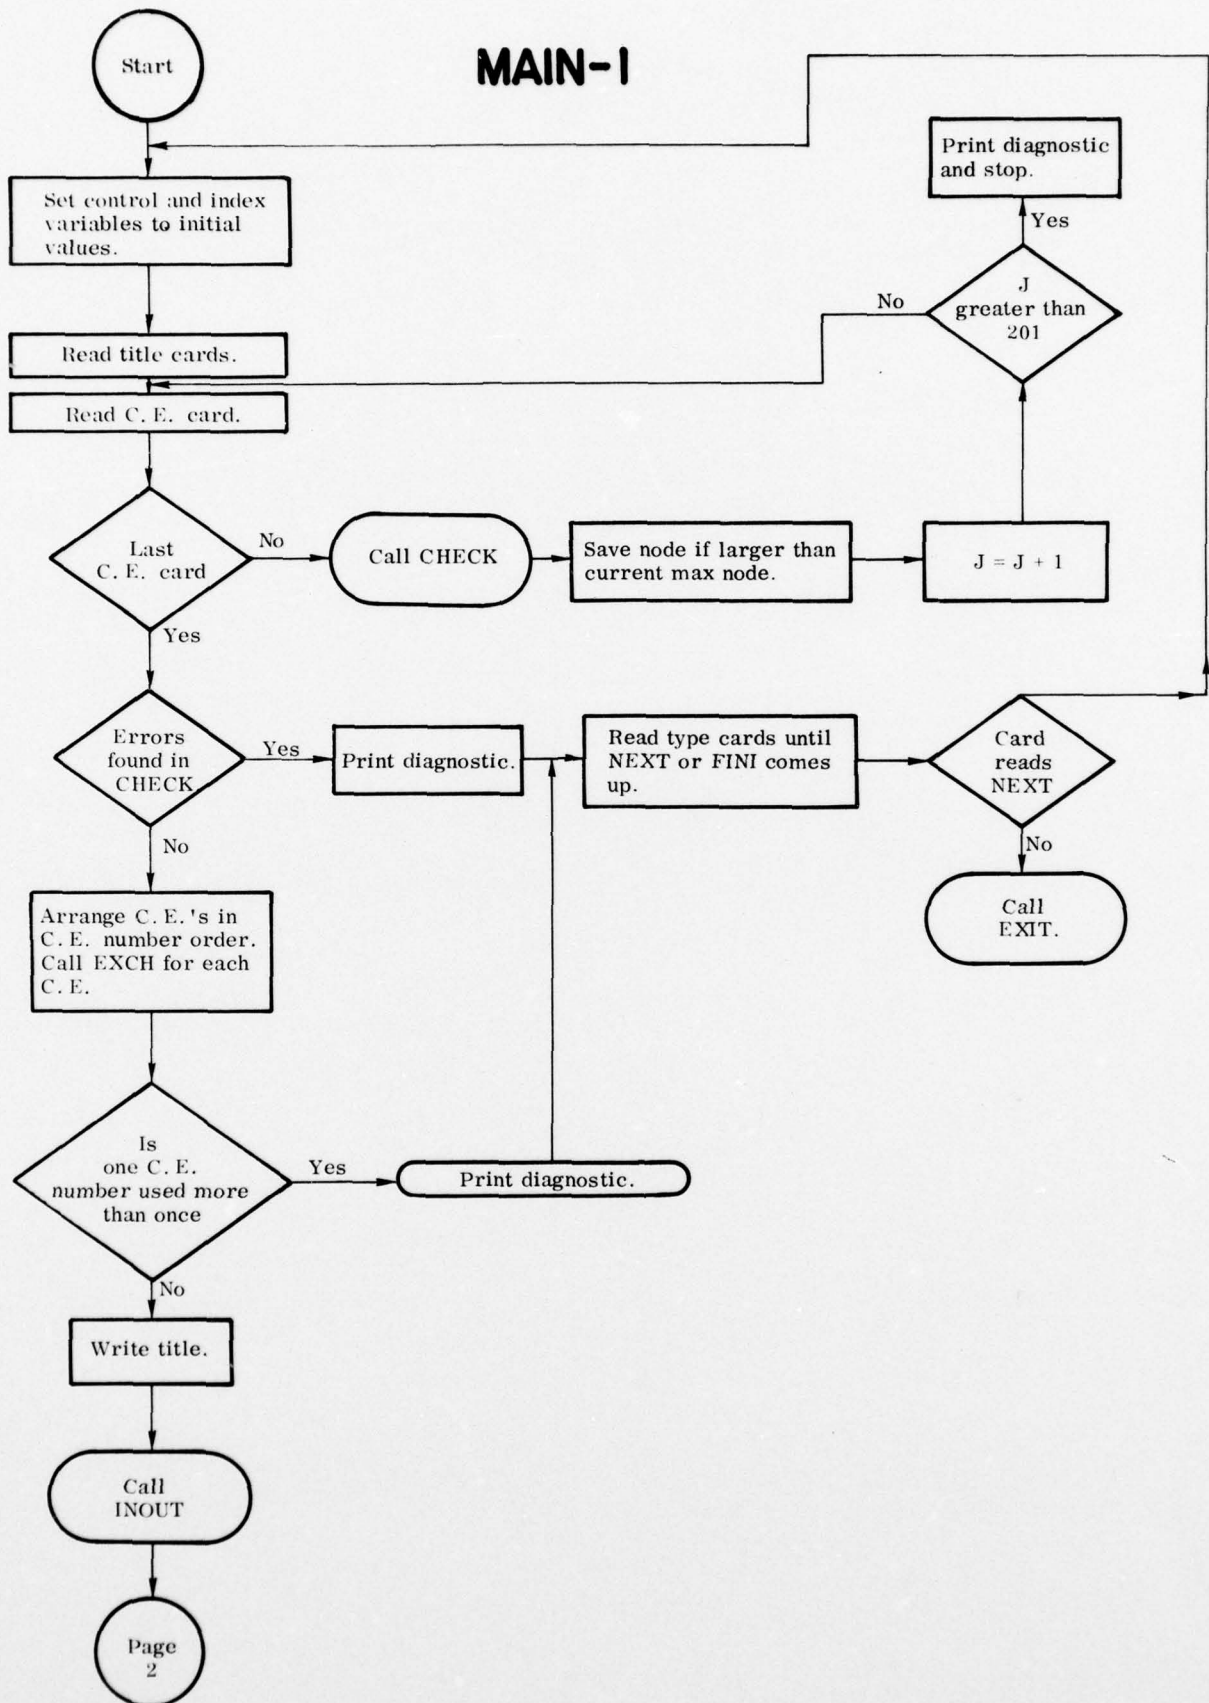 MAIN-1
Start
Print diagnostic
and stop.
Yes
Set control and index
variables to initial
values.
J
greater than
201
No
Read title cards.
Read C. E. card.
Last
C. E. card
No
Call CHECK
Save node if larger than
current max node.
J = J + 1
Yes
Errors
found in
CHECK
Yes
Print diagnostic.
Read type cards until
NEXT or FINI comes
up.
Card
reads
NEXT
No
No
Arrange C. E.'s in
C. E. number order.
Call EXCH for each
C. E.
Call
EXIT.
Is
one C. E.
number used more
than once
Yes
Print diagnostic.
No
Write title.
Call
INOUT
Page
2